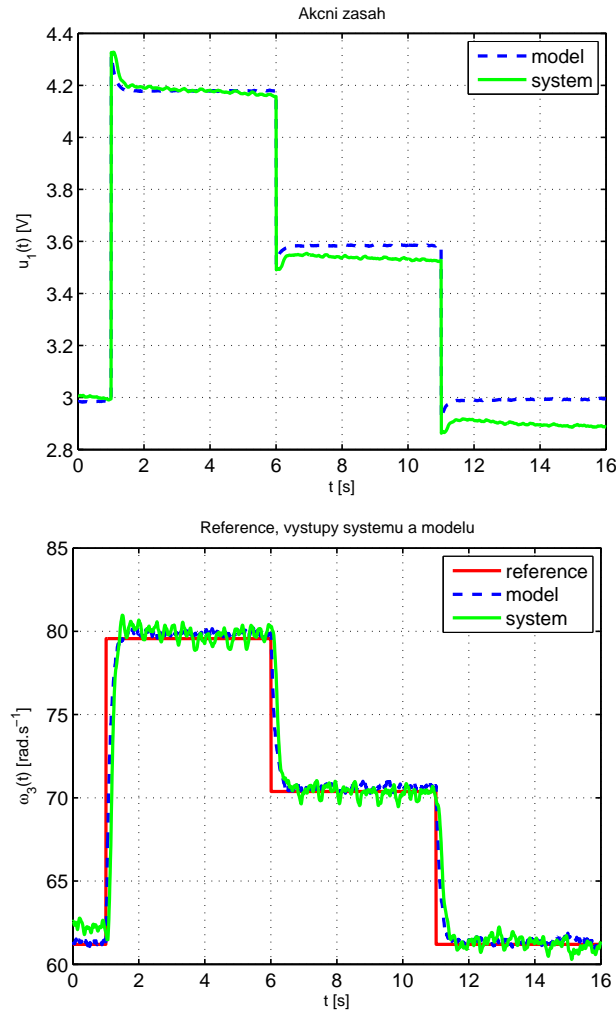 Akcni zasah
4.4
4.2
4
3.8
3.6
3.4
3.2
3
2.8
u1(t) [V]
model
system
0 2 4 6 8 10 12 14 16
t [s]
Reference, vystupy systemu a modelu
85
80
75
70
65
60
ω3(t) [rad.s−1]
reference
model
system
0 2 4 6 8 10 12 14 16
t [s]